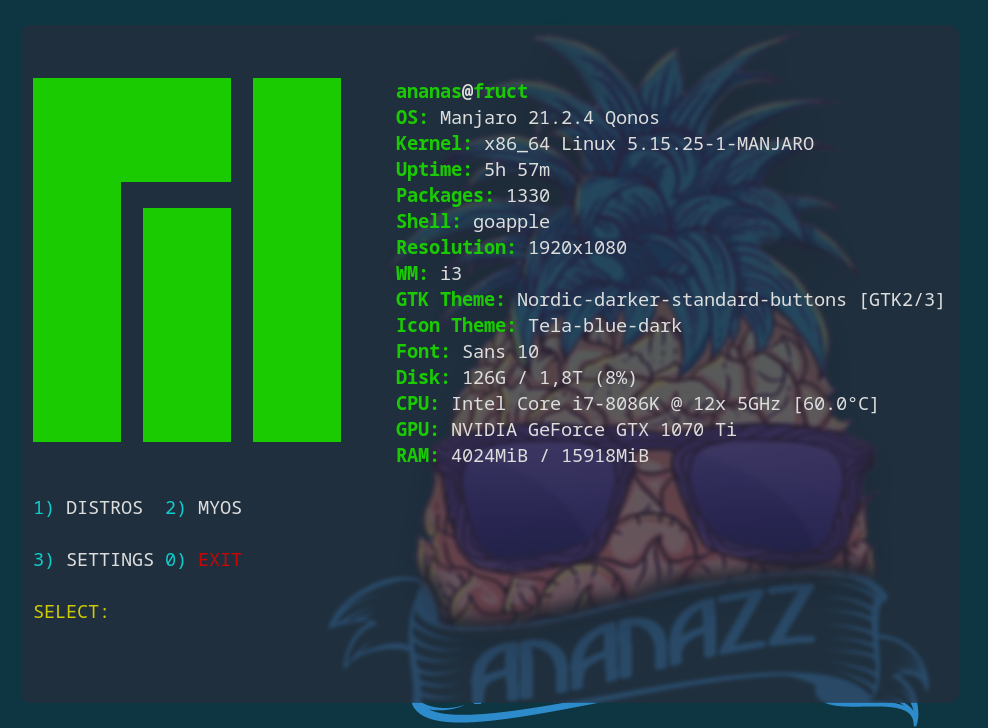 ananas@fruct
OS: Manjaro 21.2.4 Qonos
Kernel: x86_64 Linux 5.15.25-1-MANJARO
Uptime: 5h 57m
Packages: 1330
Shell: goapple
Resolution: 1920x1080
WM: i3
GTK Theme: Nordic-darker-standard-buttons [GTK2/3]
Icon Theme: Tela-blue-dark
Font: Sans 10
Disk: 126G / 1,8T (8%)
CPU: Intel Core i7-8086K @ 12x 5GHz [60.0°C]
GPU: NVIDIA GeForce GTX 1070 Ti
RAM: 4024MiB / 15918MiB
1) DISTROS 2) MYOS
3) SETTINGS 0) EXIT
SELECT:
ANANAZZ